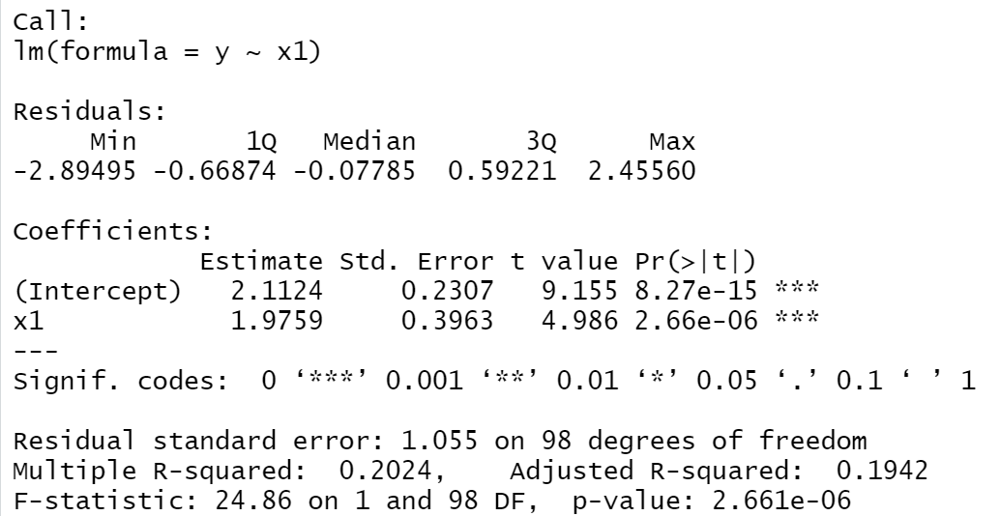 Call:
lm(formula = y ~ x1)
Residuals:
     Min       1Q   Median       3Q      Max
-2.89495 -0.66874 -0.07785  0.59221  2.45560
Coefficients:
            Estimate Std. Error t value Pr(>|t|)
(Intercept)   2.1124     0.2307   9.155 8.27e-15 ***
x1            1.9759     0.3963   4.986 2.66e-06 ***
---
Signif. codes:  0 ‘***’ 0.001 ‘**’ 0.01 ‘*’ 0.05 ‘.’ 0.1 ‘ ’ 1
Residual standard error: 1.055 on 98 degrees of freedom
Multiple R-squared:  0.2024,    Adjusted R-squared:  0.1942
F-statistic: 24.86 on 1 and 98 DF,  p-value: 2.661e-06